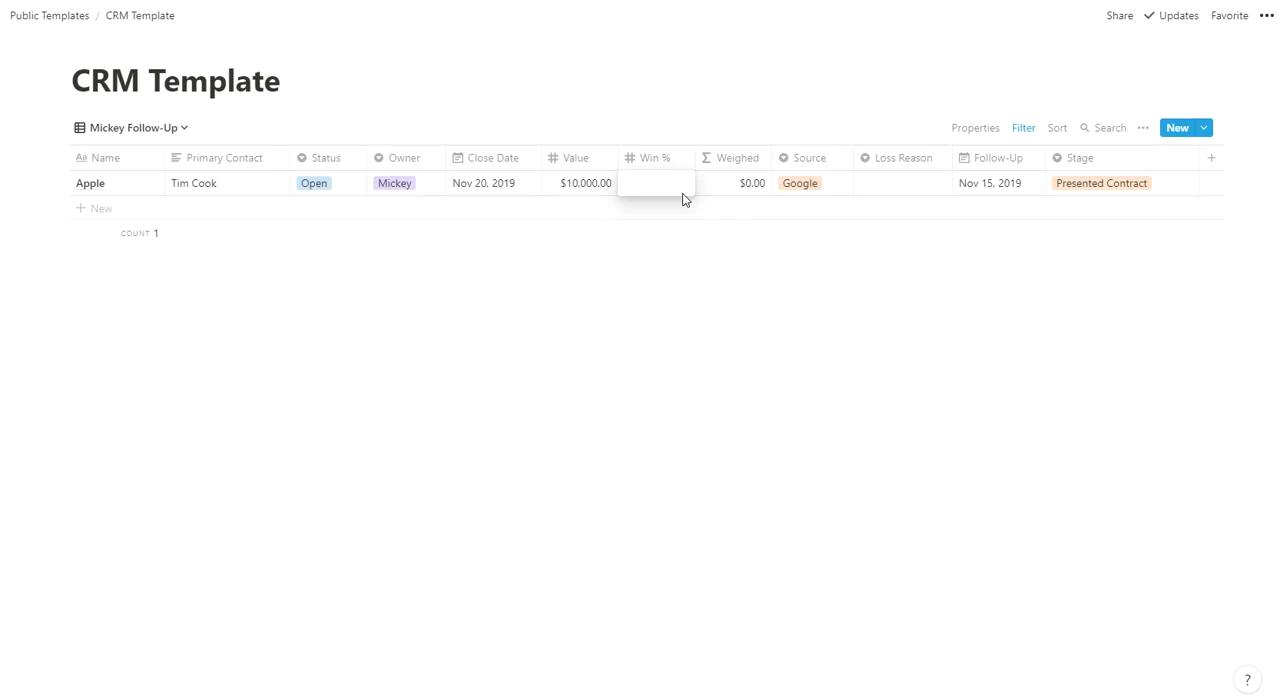 Public Templates / CRM Template
Share Updates Favorite
CRM Template
Mickey Follow-Up
Properties Filter Sort Search New
Aa Name Primary Contact Status Owner Close Date Value Win % Weighed Source Loss Reason Follow-Up Stage
Apple Tim Cook Open Mickey Nov 20, 2019 $10,000.00 $0.00 Google Nov 15, 2019 Presented Contract
+ New
COUNT 1
?